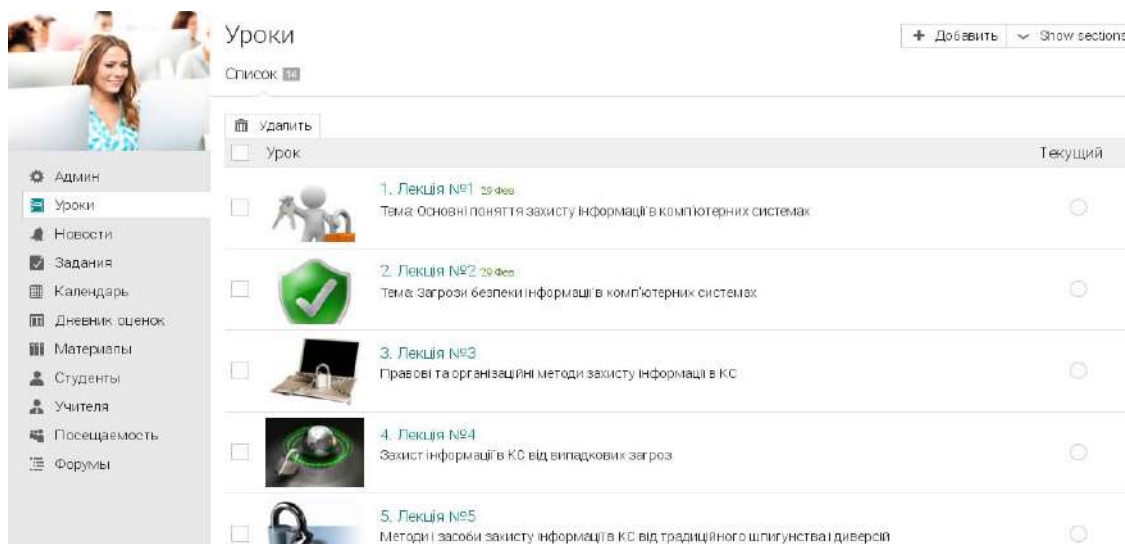 Уроки
+ Добавить
Show sections
Список 14
Удалить
Урок
Текущий
Админ
Уроки
Новости
Задания
Календарь
Дневник оценок
Материалы
Студенты
Учителя
Посещаемость
Форумы
1. Лекція №1 29 Фев
Тема: Основні поняття захисту інформації в комп'ютерних системах
2. Лекція №2 29 Фев
Тема: Загрози безпеки інформації в комп'ютерних системах
3. Лекція №3
Правові та організаційні методи захисту інформації в КС
4. Лекція №4
Захист інформації в КС від випадкових загроз
5. Лекція №5
Методи і засоби захисту інформації в КС від традиційного шпигунства і диверсій